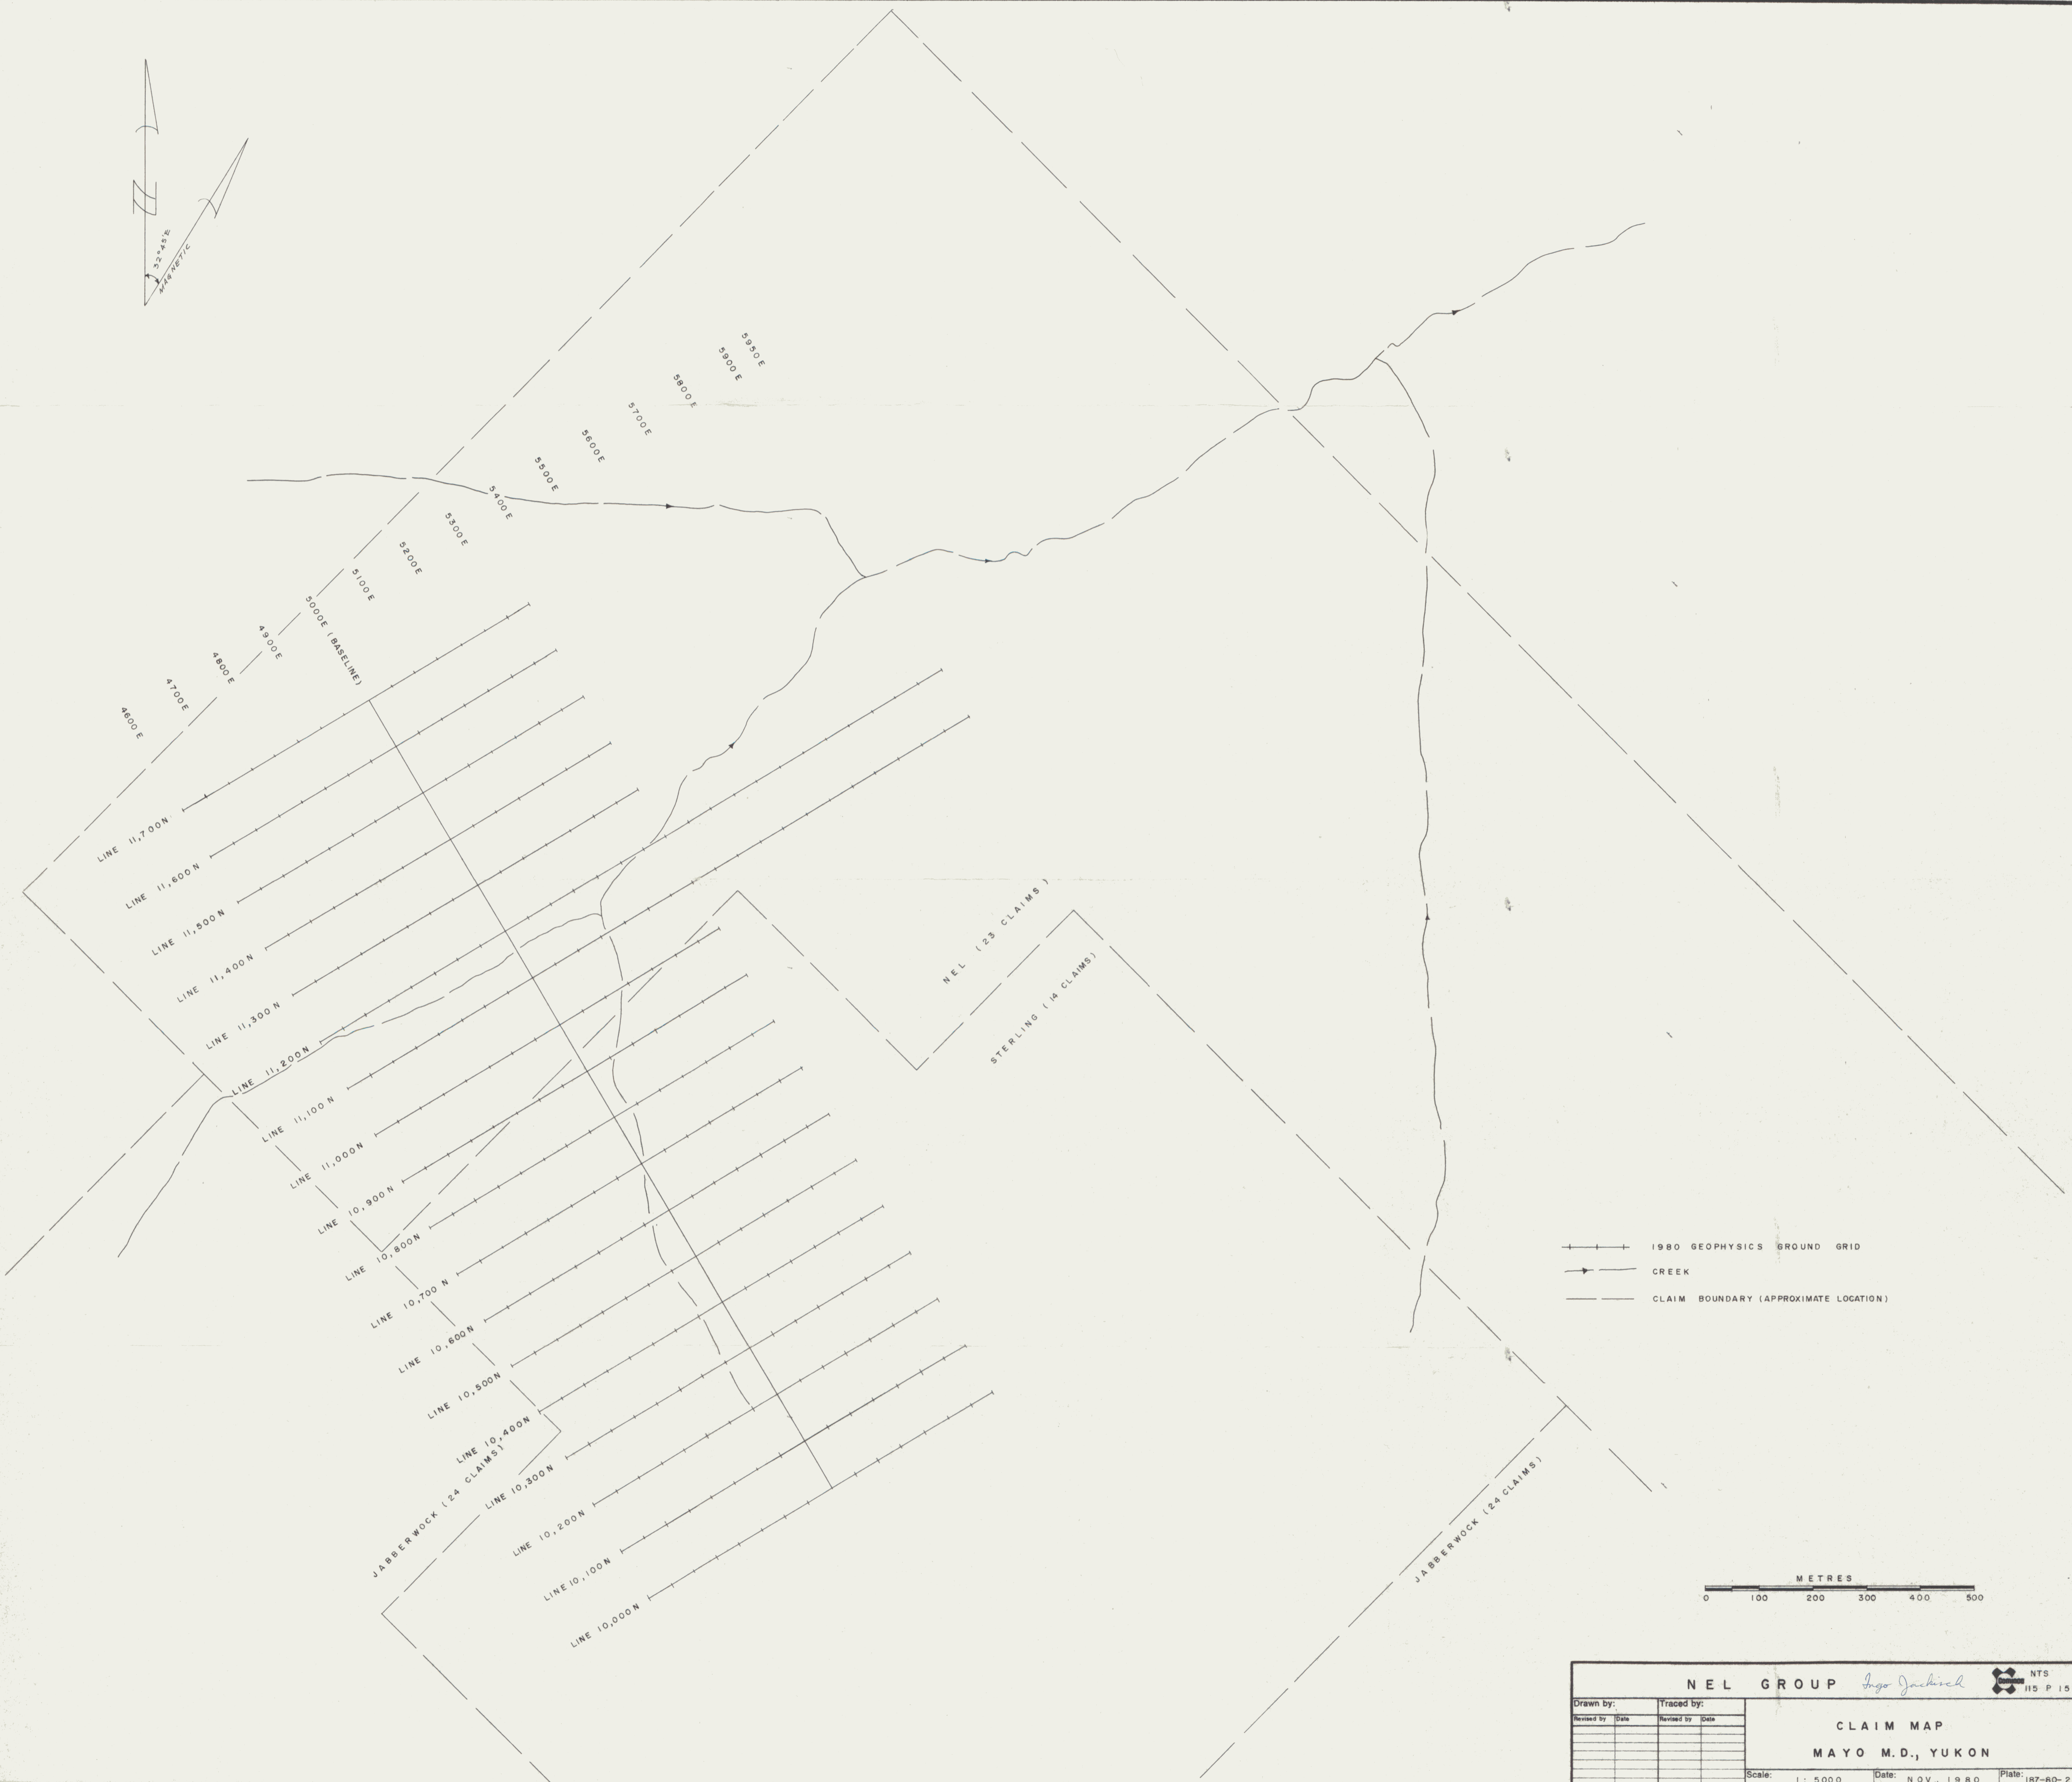 N
32°45'E
MAGNETIC
5950E
5900E
5800E
5700E
5600E
5500E
5400E
5300E
5200E
5100E
5000E (BASELINE)
4900E
4800E
4700E
4600E
LINE 11,700N
LINE 11,600N
LINE 11,500N
LINE 11,400N
LINE 11,300N
LINE 11,200N
LINE 11,100N
LINE 11,000N
LINE 10,900N
LINE 10,800N
LINE 10,700N
LINE 10,600N
LINE 10,500N
LINE 10,400N
LINE 10,300N
LINE 10,200N
LINE 10,100N
LINE 10,000N
NEL (23 CLAIMS)
STERLING (14 CLAIMS)
JABBERWOCK (24 CLAIMS)
JABBERWOCK (24 CLAIMS)
1980 GEOPHYSICS GROUND GRID
CREEK
CLAIM BOUNDARY (APPROXIMATE LOCATION)
METRES
0 100 200 300 400 500
NEL GROUP
NTS
115 P 15
Drawn by: Traced by:
Revised by Date Revised by Date
CLAIM MAP
MAYO M.D., YUKON
Scale: 1:5000 Date: NOV., 1980 Plate: 187-80-2